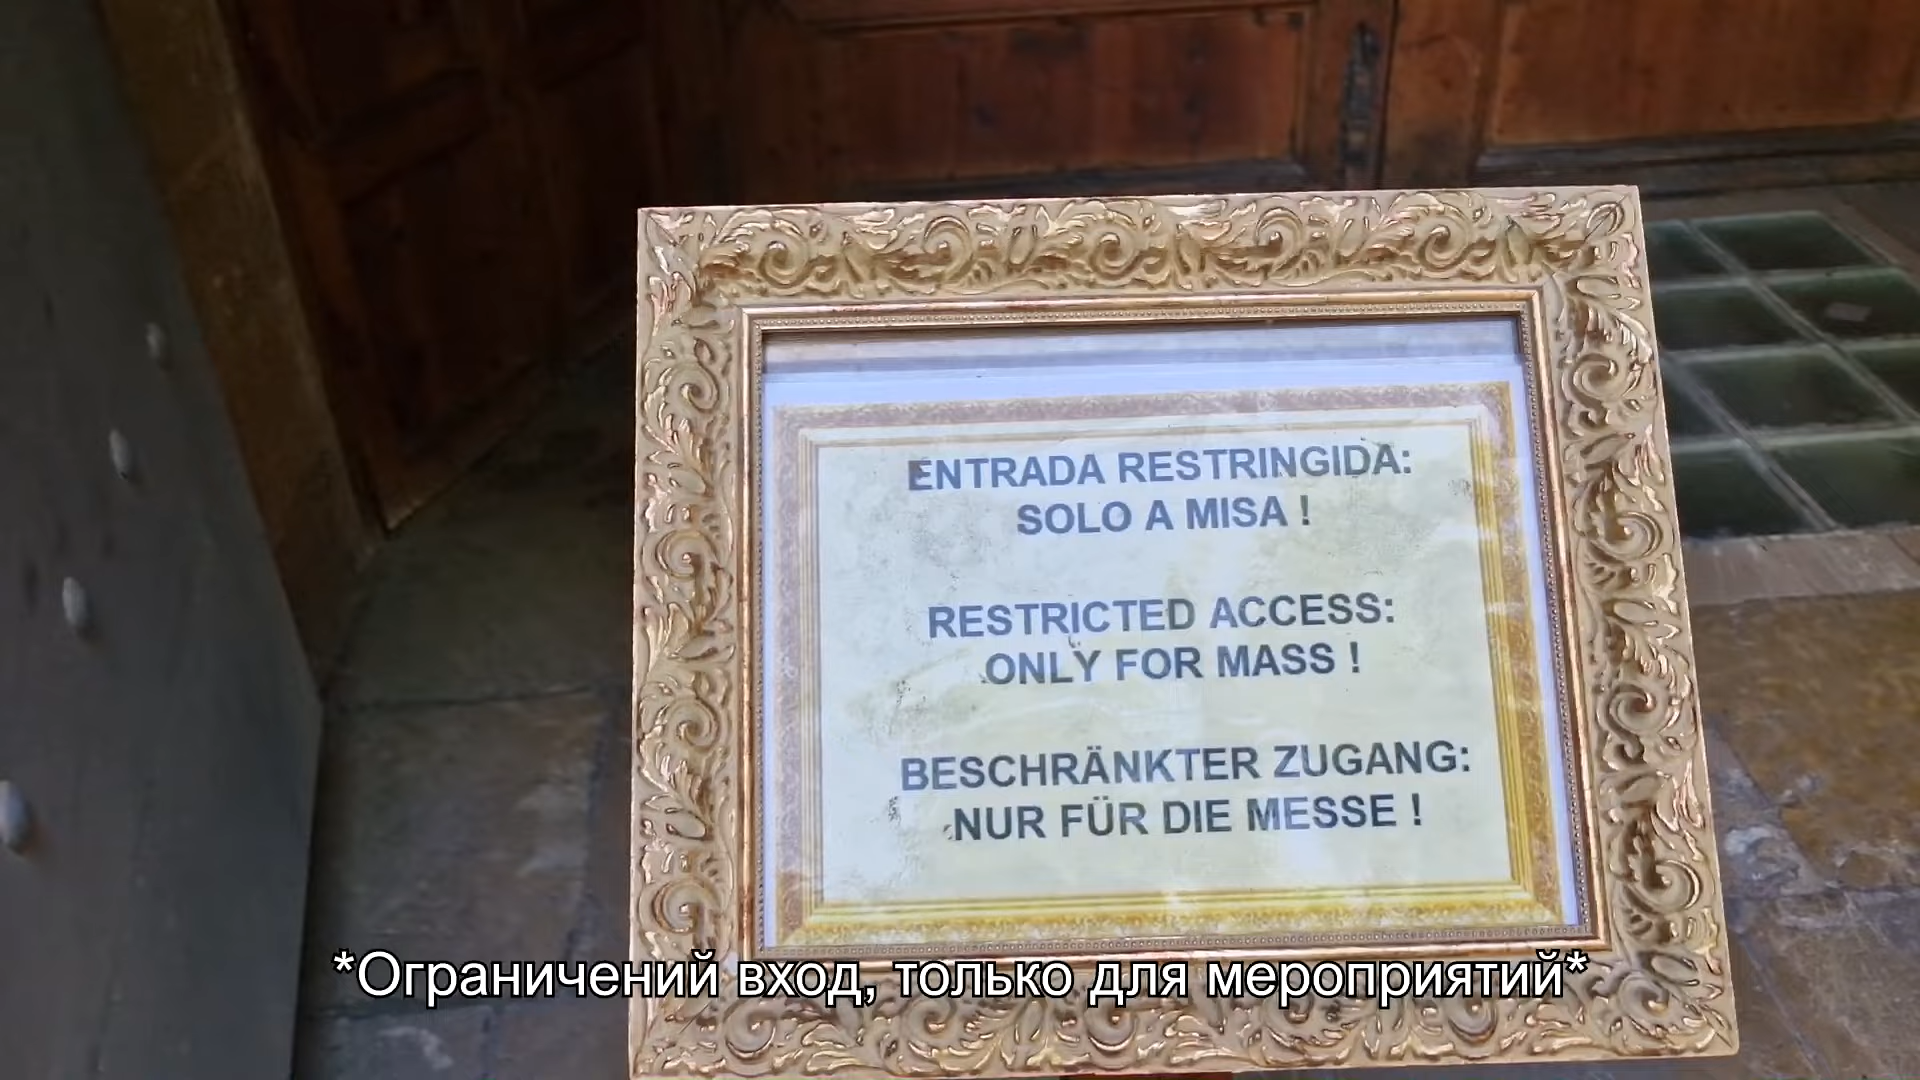 ENTRADA RESTRINGIDA:
SOLO A MISA !
RESTRICTED ACCESS:
ONLY FOR MASS !
BESCHRÄNKTER ZUGANG:
NUR FÜR DIE MESSE !
*Ограничений вход, только для мероприятий*